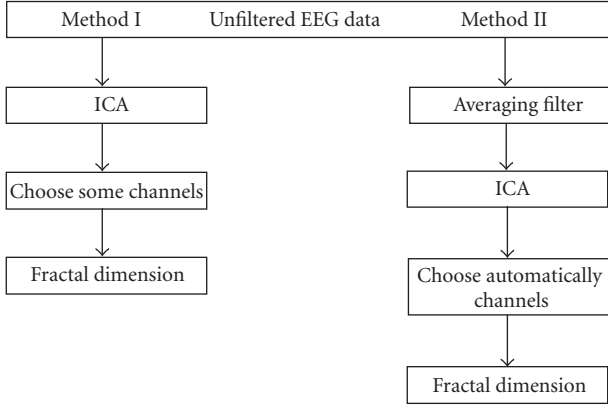 Method I Unfiltered EEG data Method II
ICA
Choose some channels
Fractal dimension
Averaging filter
ICA
Choose automatically
channels
Fractal dimension